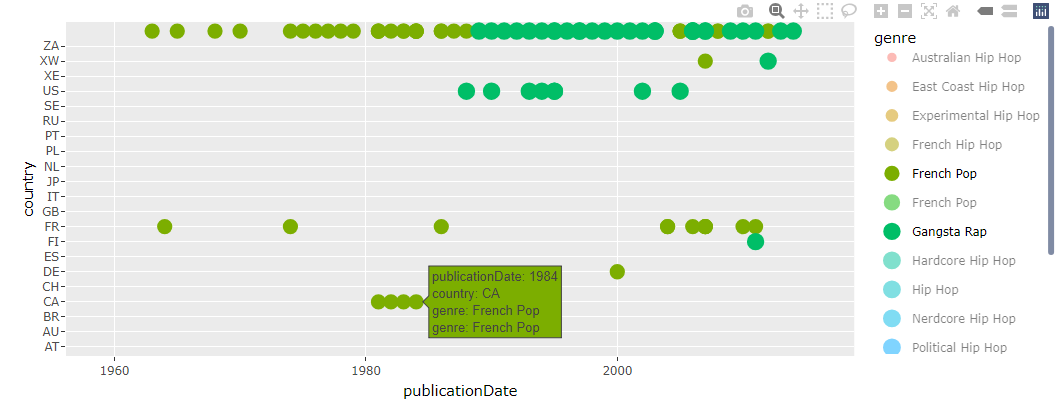 genre
ZA
XW
XE
US
SE
RU
PT
PL
NL
JP
IT
GB
FR
FI
ES
DE
CH
CA
BR
AU
AT
country
publicationDate: 1984
country: CA
genre: French Pop
genre: French Pop
1960
1980
2000
publicationDate
Australian Hip Hop
East Coast Hip Hop
Experimental Hip Hop
French Hip Hop
French Pop
French Pop
Gangsta Rap
Hardcore Hip Hop
Hip Hop
Nerdcore Hip Hop
Political Hip Hop